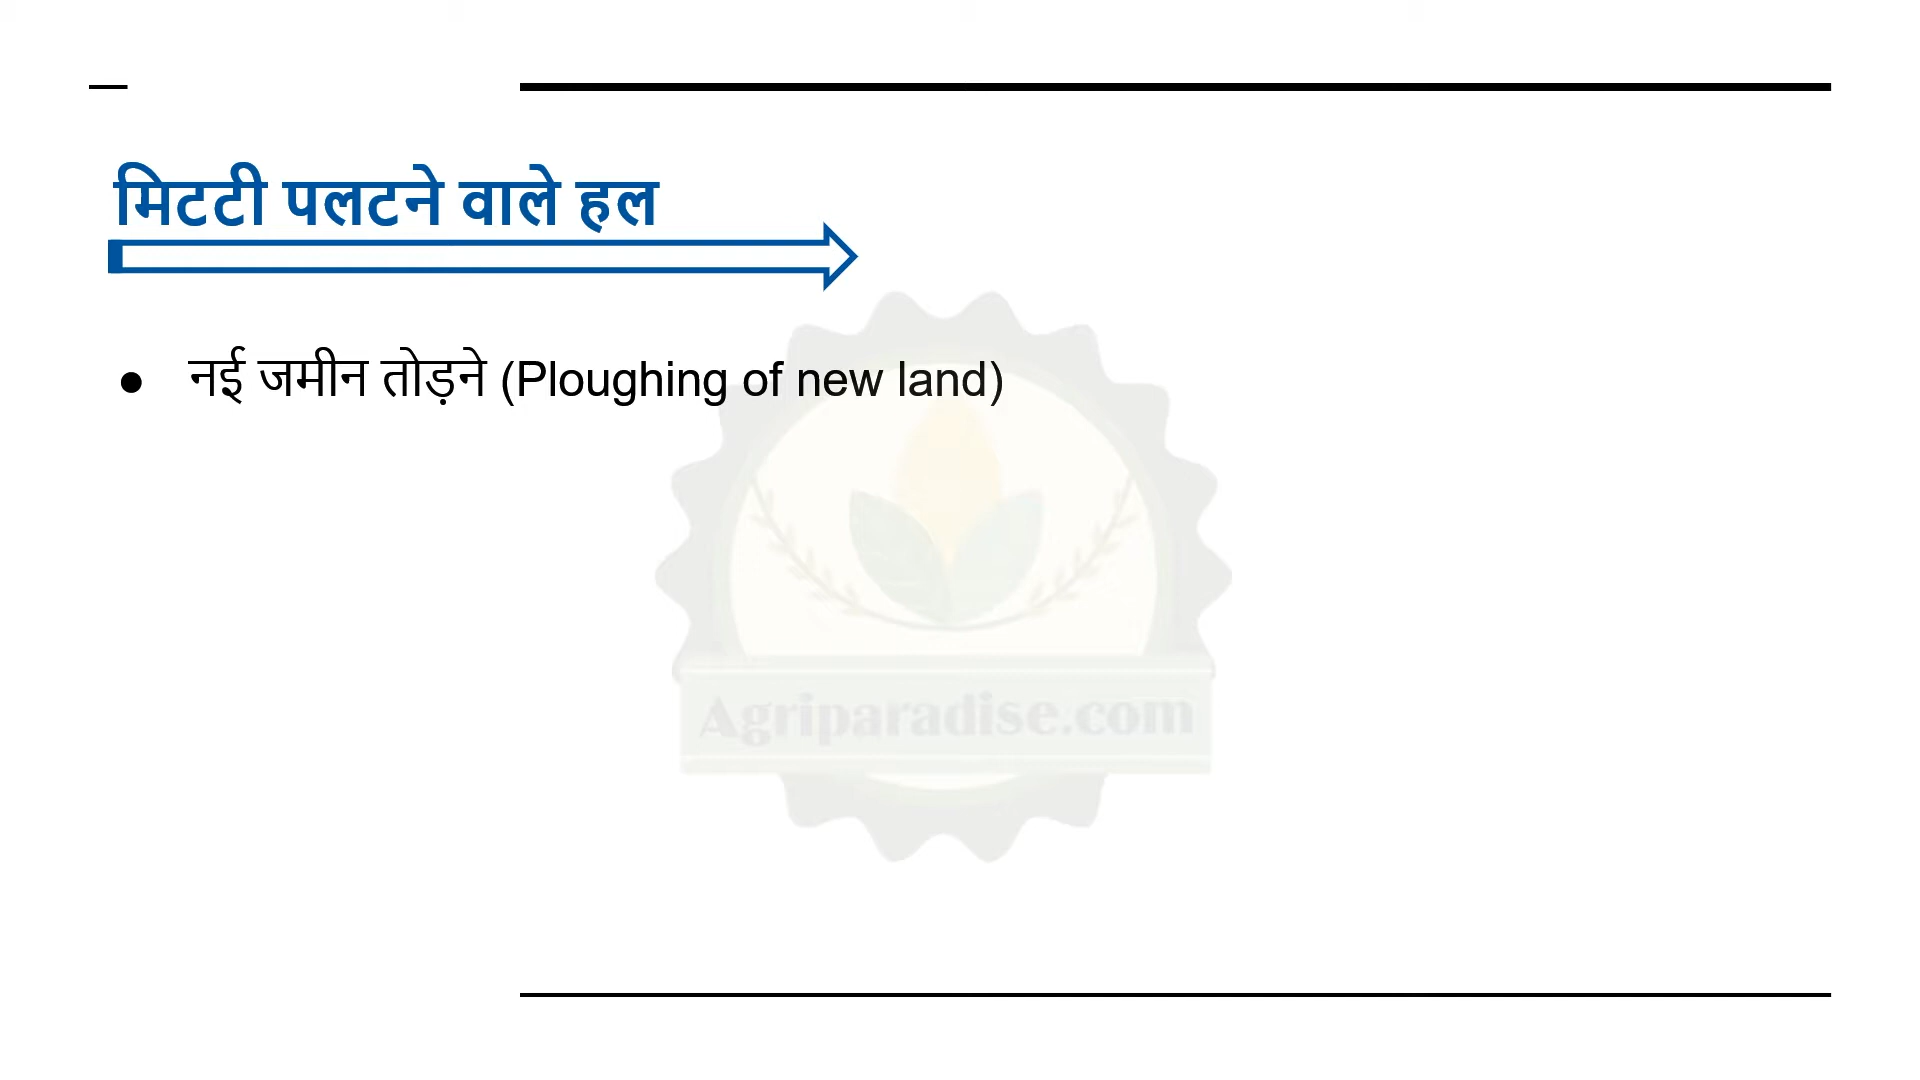 मिटटी पलटने वाले हल
● नई जमीन तोड़ने (Ploughing of new land)
Agriparadise.com